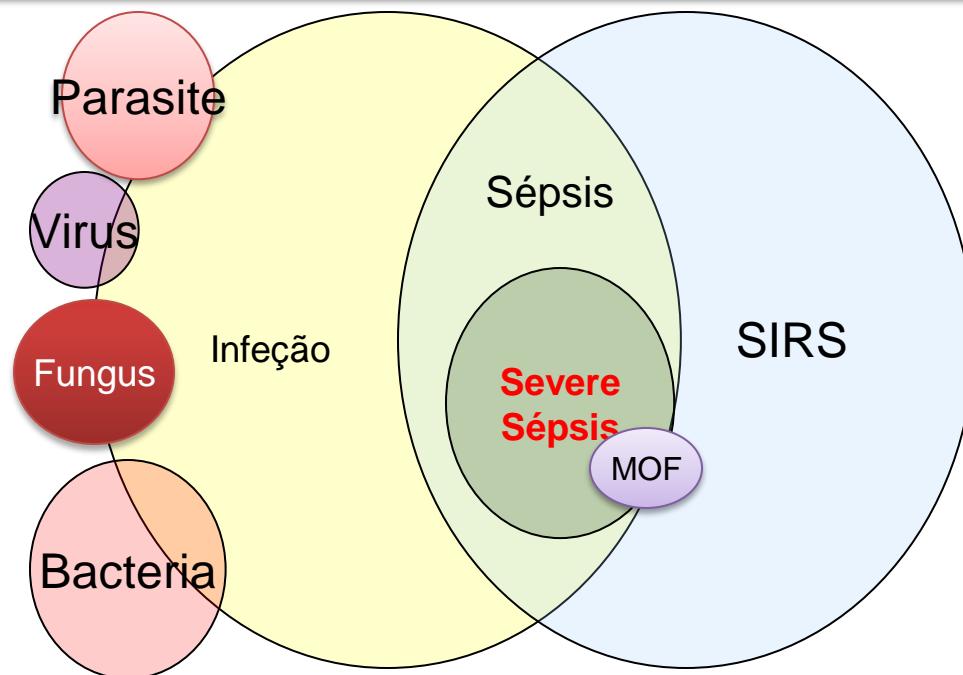 Parasite
Virus
Fungus
Bacteria
Infeção
Sépsis
Severe
Sépsis
MOF
SIRS